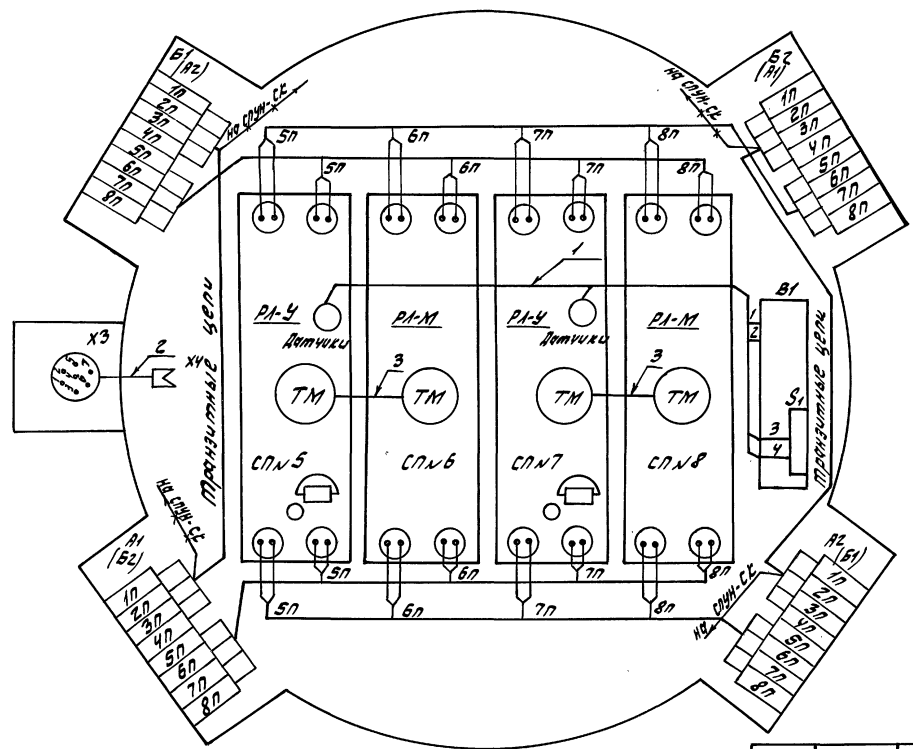 Б1
(А2)
1П
2П
3П
4П
5П
6П
7П
8П
на СПУН-СК
Б2
(А1)
1П
2П
3П
4П
5П
6П
7П
8П
на СПУН-СК
5П
6П
7П
8П
5П
6П
7П
8П
Транзитные цепи
1
РЛ-У
РЛ-М
РЛ-У
РЛ-М
Датчики
Датчики
В1
1
2
S1
3
4
Транзитные цепи
Х3
2
Х4
ТМ
3
ТМ
ТМ
3
ТМ
СП№5
СП№6
СП№7
СП№8
на СПУН-СК
А1
(Б2)
1П
2П
3П
4П
5П
6П
7П
8П
5П
6П
7П
8П
5П
6П
7П
8П
на СПУН-СК
А2
(Б1)
1П
2П
3П
4П
5П
6П
7П
8П